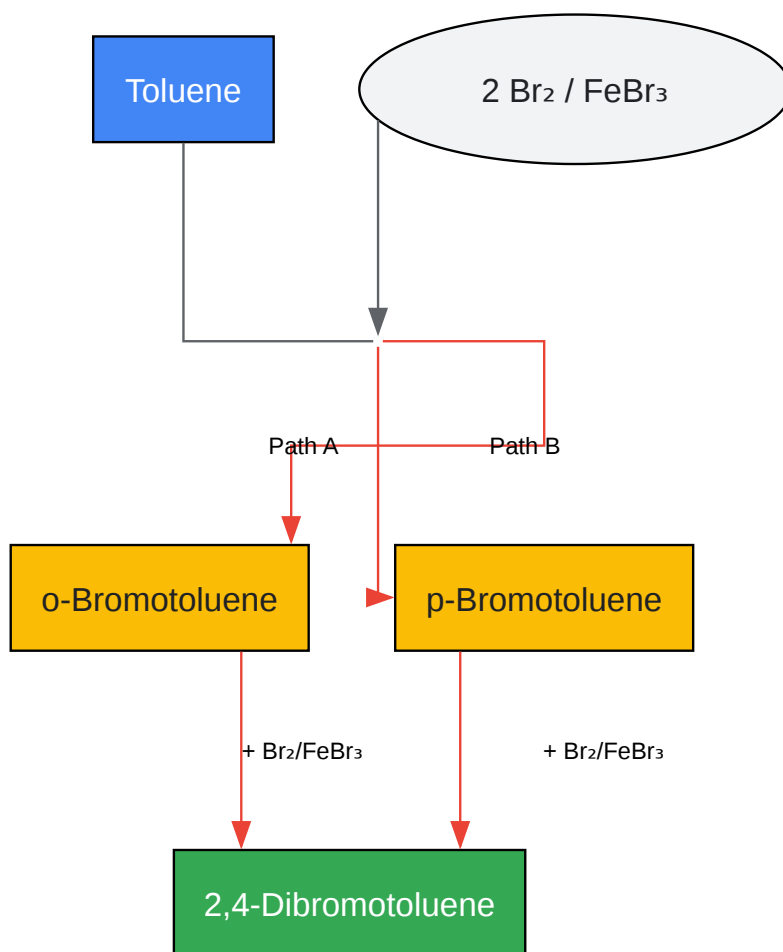 Toluene
2 Br₂ / FeBr₃
Path A
Path B
o-Bromotoluene
p-Bromotoluene
+ Br₂/FeBr₃
+ Br₂/FeBr₃
2,4-Dibromotoluene